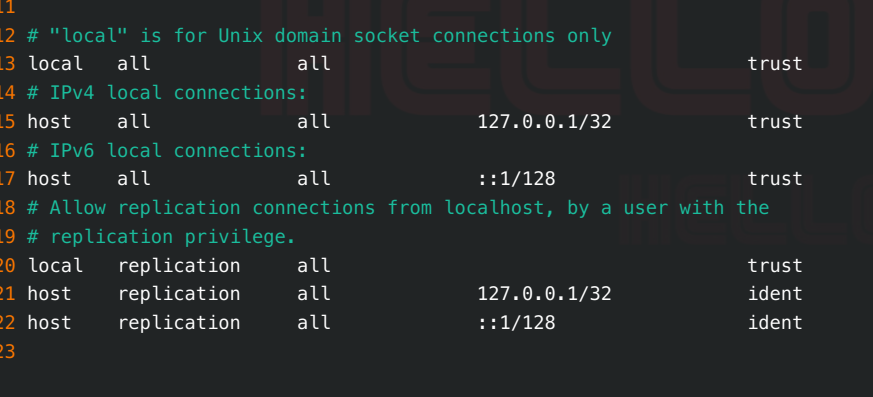 11
12 # "local" is for Unix domain socket connections only
13 local   all             all                                     trust
14 # IPv4 local connections:
15 host    all             all             127.0.0.1/32            trust
16 # IPv6 local connections:
17 host    all             all             ::1/128                 trust
18 # Allow replication connections from localhost, by a user with the
19 # replication privilege.
20 local   replication     all                                     trust
21 host    replication     all             127.0.0.1/32            ident
22 host    replication     all             ::1/128                 ident
23